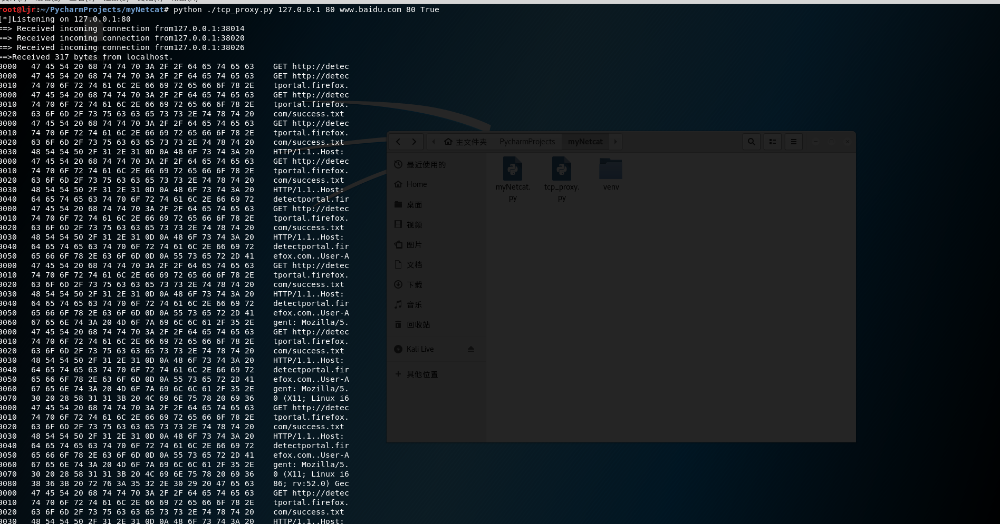 root@ljr:~/PycharmProjects/myNetcat# python ./tcp_proxy.py 127.0.0.1 80 www.baidu.com 80 True
[*]Listening on 127.0.0.1:80
==> Received incoming connection from127.0.0.1:38014
==> Received incoming connection from127.0.0.1:38020
==> Received incoming connection from127.0.0.1:38026
==>Received 317 bytes from localhost.
0000 47 45 54 20 68 74 74 70 3A 2F 2F 64 65 74 65 63 GET http://detec
0000 47 45 54 20 68 74 74 70 3A 2F 2F 64 65 74 65 63 GET http://detec
0010 74 70 6F 72 74 61 6C 2E 66 69 72 65 66 6F 78 2E tportal.firefox.
0000 47 45 54 20 68 74 74 70 3A 2F 2F 64 65 74 65 63 GET http://detec
0010 74 70 6F 72 74 61 6C 2E 66 69 72 65 66 6F 78 2E tportal.firefox.
0020 63 6F 6D 2F 73 75 63 63 65 73 73 2E 74 78 74 20 com/success.txt
0000 47 45 54 20 68 74 74 70 3A 2F 2F 64 65 74 65 63 GET http://detec
0010 74 70 6F 72 74 61 6C 2E 66 69 72 65 66 6F 78 2E tportal.firefox.
0020 63 6F 6D 2F 73 75 63 63 65 73 73 2E 74 78 74 20 com/success.txt
0030 48 54 54 50 2F 31 2E 31 0D 0A 48 6F 73 74 3A 20 HTTP/1.1..Host:
0000 47 45 54 20 68 74 74 70 3A 2F 2F 64 65 74 65 63 GET http://detec
0010 74 70 6F 72 74 61 6C 2E 66 69 72 65 66 6F 78 2E tportal.firefox.
0020 63 6F 6D 2F 73 75 63 63 65 73 73 2E 74 78 74 20 com/success.txt
0030 48 54 54 50 2F 31 2E 31 0D 0A 48 6F 73 74 3A 20 HTTP/1.1..Host:
0040 64 65 74 65 63 74 70 6F 72 74 61 6C 2E 66 69 72 detectportal.fir
0000 47 45 54 20 68 74 74 70 3A 2F 2F 64 65 74 65 63 GET http://detec
0010 74 70 6F 72 74 61 6C 2E 66 69 72 65 66 6F 78 2E tportal.firefox.
0020 63 6F 6D 2F 73 75 63 63 65 73 73 2E 74 78 74 20 com/success.txt
0030 48 54 54 50 2F 31 2E 31 0D 0A 48 6F 73 74 3A 20 HTTP/1.1..Host:
0040 64 65 74 65 63 74 70 6F 72 74 61 6C 2E 66 69 72 detectportal.fir
0050 65 66 6F 78 2E 63 6F 6D 0D 0A 55 73 65 72 2D 41 efox.com..User-A
0000 47 45 54 20 68 74 74 70 3A 2F 2F 64 65 74 65 63 GET http://detec
0010 74 70 6F 72 74 61 6C 2E 66 69 72 65 66 6F 78 2E tportal.firefox.
0020 63 6F 6D 2F 73 75 63 63 65 73 73 2E 74 78 74 20 com/success.txt
0030 48 54 54 50 2F 31 2E 31 0D 0A 48 6F 73 74 3A 20 HTTP/1.1..Host:
0040 64 65 74 65 63 74 70 6F 72 74 61 6C 2E 66 69 72 detectportal.fir
0050 65 66 6F 78 2E 63 6F 6D 0D 0A 55 73 65 72 2D 41 efox.com..User-A
0060 67 65 6E 74 3A 20 4D 6F 7A 69 6C 6C 61 2F 35 2E gent: Mozilla/5.
0000 47 45 54 20 68 74 74 70 3A 2F 2F 64 65 74 65 63 GET http://detec
0010 74 70 6F 72 74 61 6C 2E 66 69 72 65 66 6F 78 2E tportal.firefox.
0020 63 6F 6D 2F 73 75 63 63 65 73 73 2E 74 78 74 20 com/success.txt
0030 48 54 54 50 2F 31 2E 31 0D 0A 48 6F 73 74 3A 20 HTTP/1.1..Host:
0040 64 65 74 65 63 74 70 6F 72 74 61 6C 2E 66 69 72 detectportal.fir
0050 65 66 6F 78 2E 63 6F 6D 0D 0A 55 73 65 72 2D 41 efox.com..User-A
0060 67 65 6E 74 3A 20 4D 6F 7A 69 6C 6C 61 2F 35 2E gent: Mozilla/5.
0070 30 20 28 58 31 31 3B 20 4C 69 6E 75 78 20 69 36 0 (X11; Linux i6
0000 47 45 54 20 68 74 74 70 3A 2F 2F 64 65 74 65 63 GET http://detec
0010 74 70 6F 72 74 61 6C 2E 66 69 72 65 66 6F 78 2E tportal.firefox.
0020 63 6F 6D 2F 73 75 63 63 65 73 73 2E 74 78 74 20 com/success.txt
0030 48 54 54 50 2F 31 2E 31 0D 0A 48 6F 73 74 3A 20 HTTP/1.1..Host:
0040 64 65 74 65 63 74 70 6F 72 74 61 6C 2E 66 69 72 detectportal.fir
0050 65 66 6F 78 2E 63 6F 6D 0D 0A 55 73 65 72 2D 41 efox.com..User-A
0060 67 65 6E 74 3A 20 4D 6F 7A 69 6C 6C 61 2F 35 2E gent: Mozilla/5.
0070 30 20 28 58 31 31 3B 20 4C 69 6E 75 78 20 69 36 0 (X11; Linux i6
0080 38 36 3B 20 72 76 3A 35 32 2E 30 29 20 47 65 63 86; rv:52.0) Gec
0000 47 45 54 20 68 74 74 70 3A 2F 2F 64 65 74 65 63 GET http://detec
0010 74 70 6F 72 74 61 6C 2E 66 69 72 65 66 6F 78 2E tportal.firefox.
0020 63 6F 6D 2F 73 75 63 63 65 73 73 2E 74 78 74 20 com/success.txt
0030 48 54 54 50 2F 31 2E 31 0D 0A 48 6F 73 74 3A 20 HTTP/1.1..Host:
主文件夹 PycharmProjects myNetcat
最近使用的
Home
桌面
视频
图片
文档
下载
音乐
回收站
Kali Live
其他位置
myNetcat.
py
tcp_proxy.
py
venv